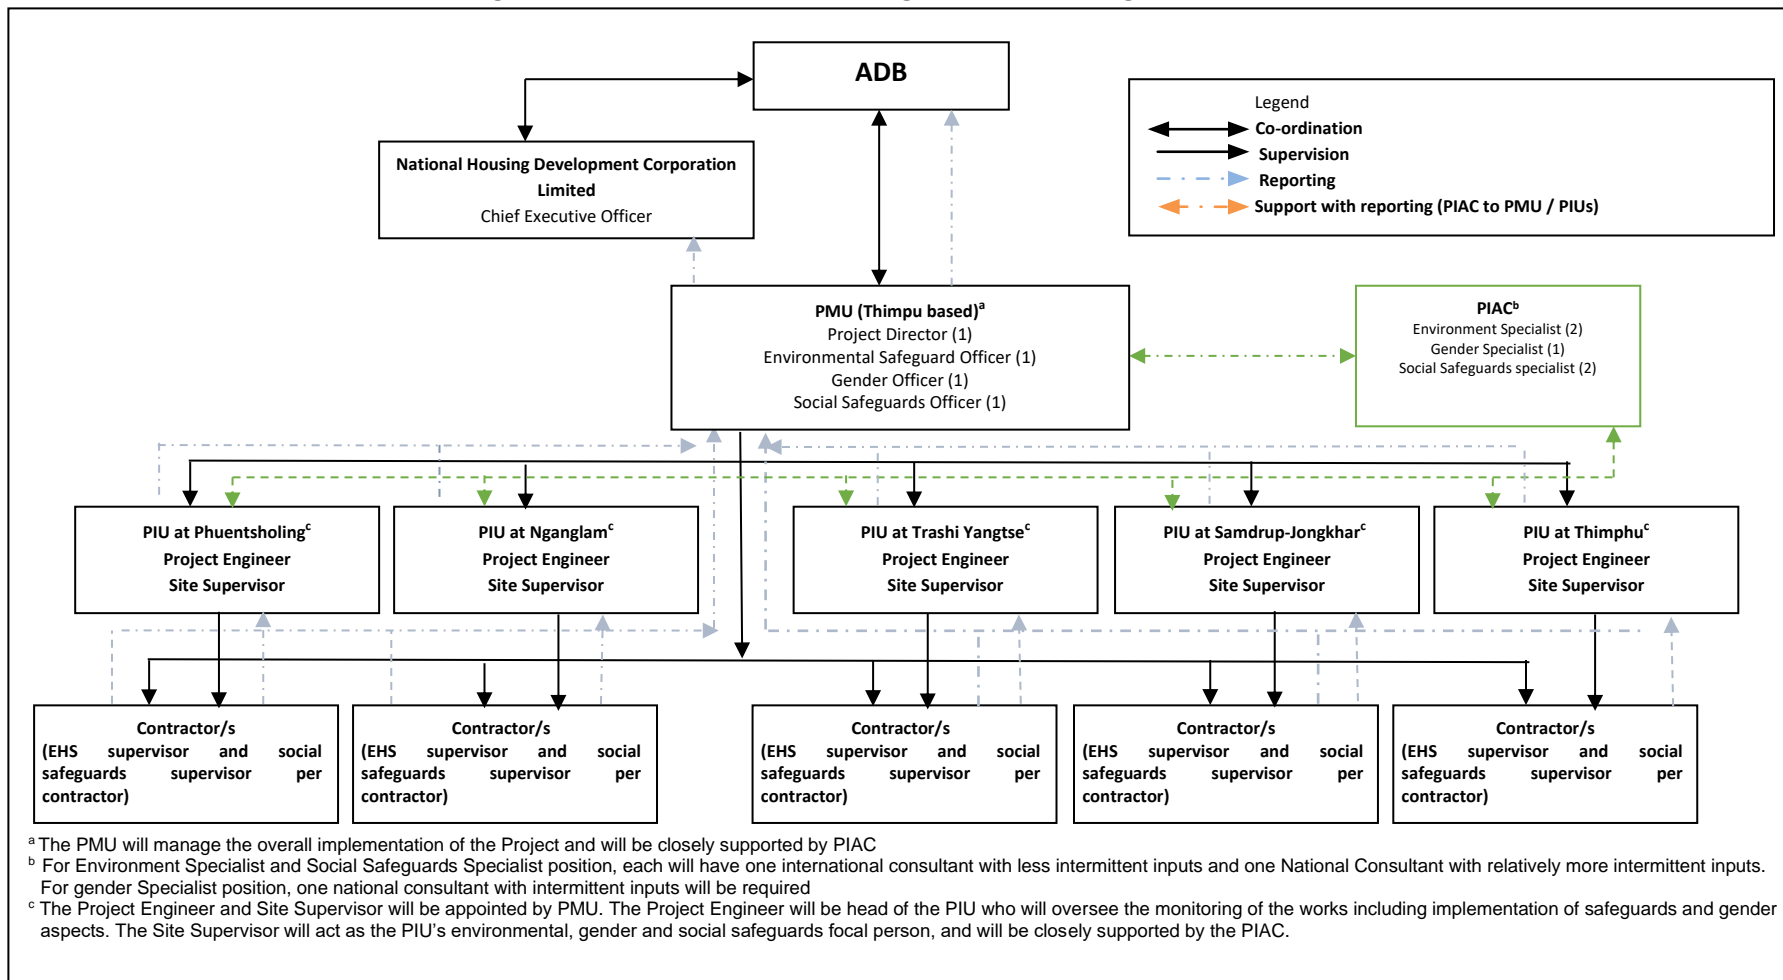 ADB
Legend
Co-ordination
Supervision
Reporting
Support with reporting (PIAC to PMU / PIUs)
National Housing Development Corporation
Limited
Chief Executive Officer
PMU (Thimpu based)a
Project Director (1)
Environmental Safeguard Officer (1)
Gender Officer (1)
Social Safeguards Officer (1)
PIACb
Environment Specialist (2)
Gender Specialist (1)
Social Safeguards specialist (2)
PIU at Phuentsholingc
Project Engineer
Site Supervisor
PIU at Nganglamc
Project Engineer
Site Supervisor
PIU at Trashi Yangtsec
Project Engineer
Site Supervisor
PIU at Samdrup-Jongkharc
Project Engineer
Site Supervisor
PIU at Thimphuc
Project Engineer
Site Supervisor
Contractor/s
(EHS supervisor and social
safeguards supervisor per
contractor)
Contractor/s
(EHS supervisor and social
safeguards supervisor per
contractor)
Contractor/s
(EHS supervisor and social
safeguards supervisor per
contractor)
Contractor/s
(EHS supervisor and social
safeguards supervisor per
contractor)
Contractor/s
(EHS supervisor and social
safeguards supervisor per
contractor)
a The PMU will manage the overall implementation of the Project and will be closely supported by PIAC
b For Environment Specialist and Social Safeguards Specialist position, each will have one international consultant with less intermittent inputs and one National Consultant with relatively more intermittent inputs.
For gender Specialist position, one national consultant with intermittent inputs will be required
c The Project Engineer and Site Supervisor will be appointed by PMU. The Project Engineer will be head of the PIU who will oversee the monitoring of the works including implementation of safeguards and gender
aspects. The Site Supervisor will act as the PIU's environmental, gender and social safeguards focal person, and will be closely supported by the PIAC.